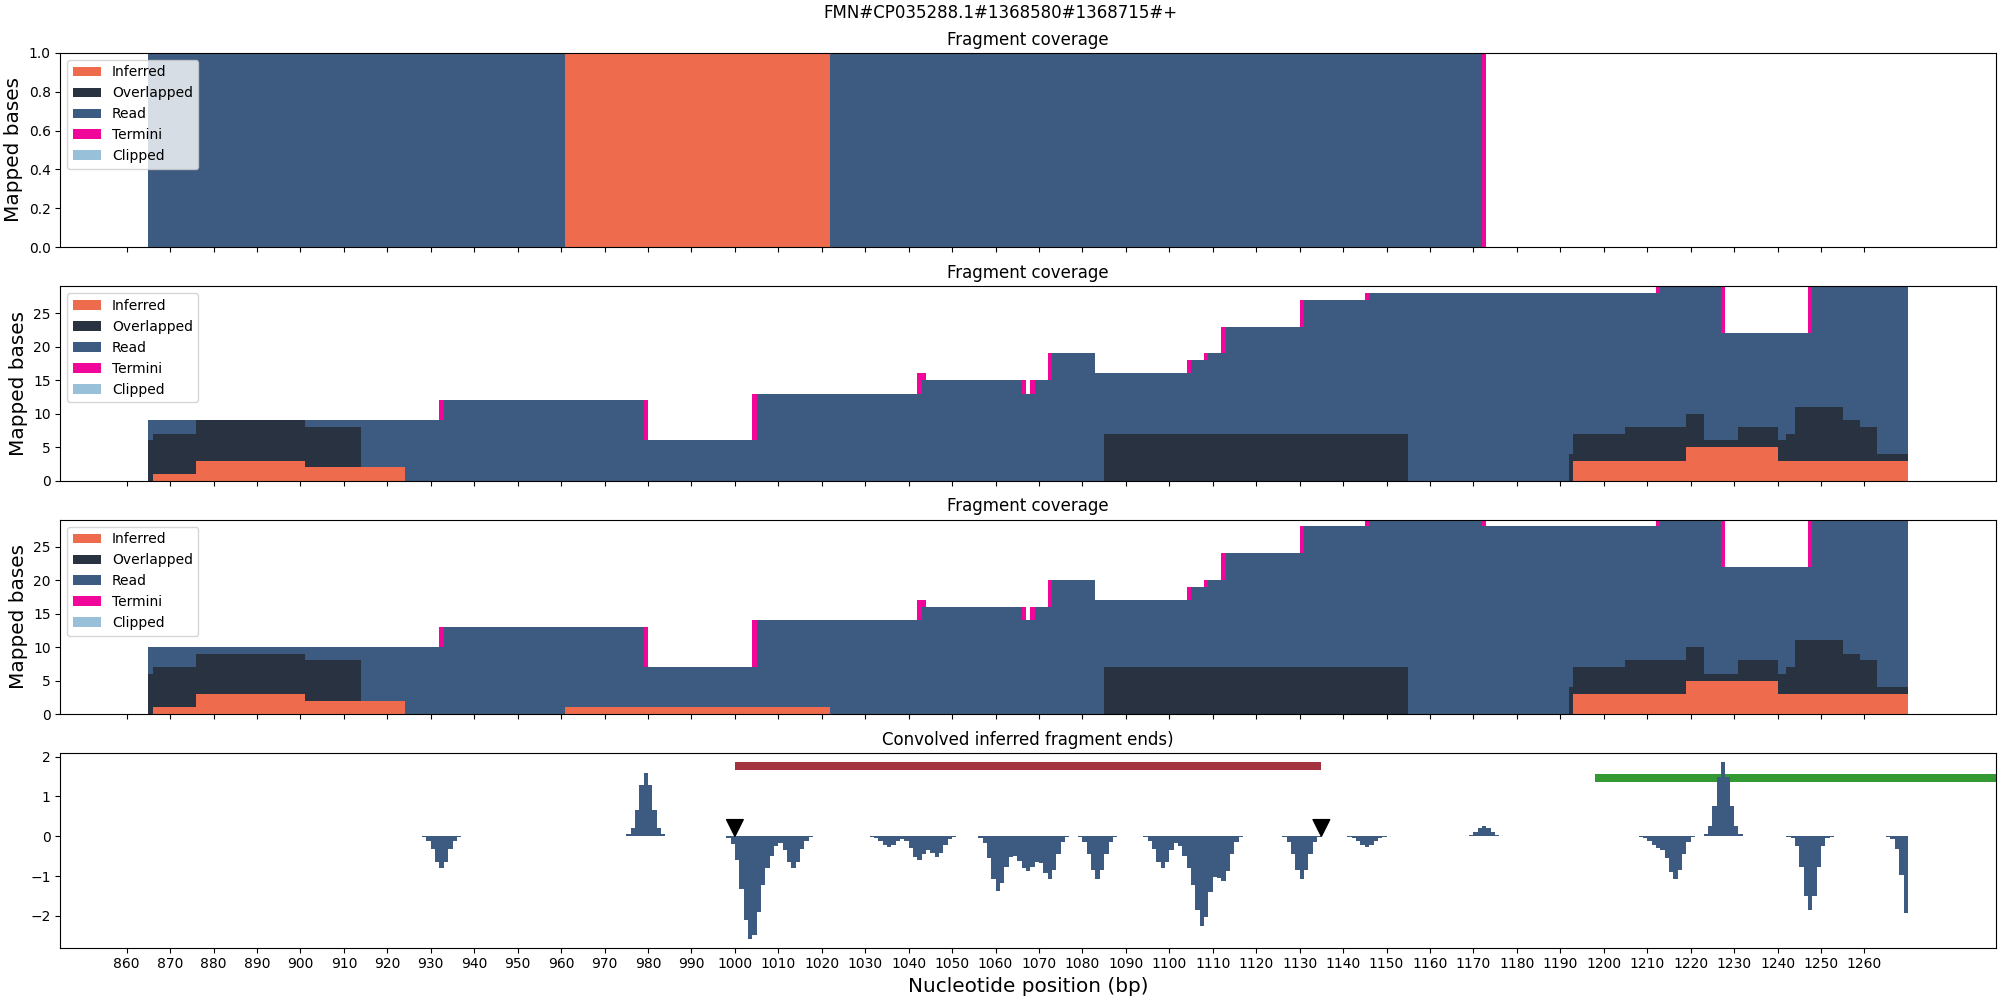 FMN#CP035288.1#1368580#1368715#+
Fragment coverage
Mapped bases
1.0
0.8
0.6
0.4
0.2
0.0
Inferred
Overlapped
Read
Termini
Clipped
Fragment coverage
Mapped bases
25
20
15
10
5
0
Inferred
Overlapped
Read
Termini
Clipped
Fragment coverage
Mapped bases
25
20
15
10
5
0
Inferred
Overlapped
Read
Termini
Clipped
Convolved inferred fragment ends)
2
1
0
−1
−2
860 870 880 890 900 910 920 930 940 950 960 970 980 990 1000 1010 1020 1030 1040 1050 1060 1070 1080 1090 1100 1110 1120 1130 1140 1150 1160 1170 1180 1190 1200 1210 1220 1230 1240 1250 1260
Nucleotide position (bp)